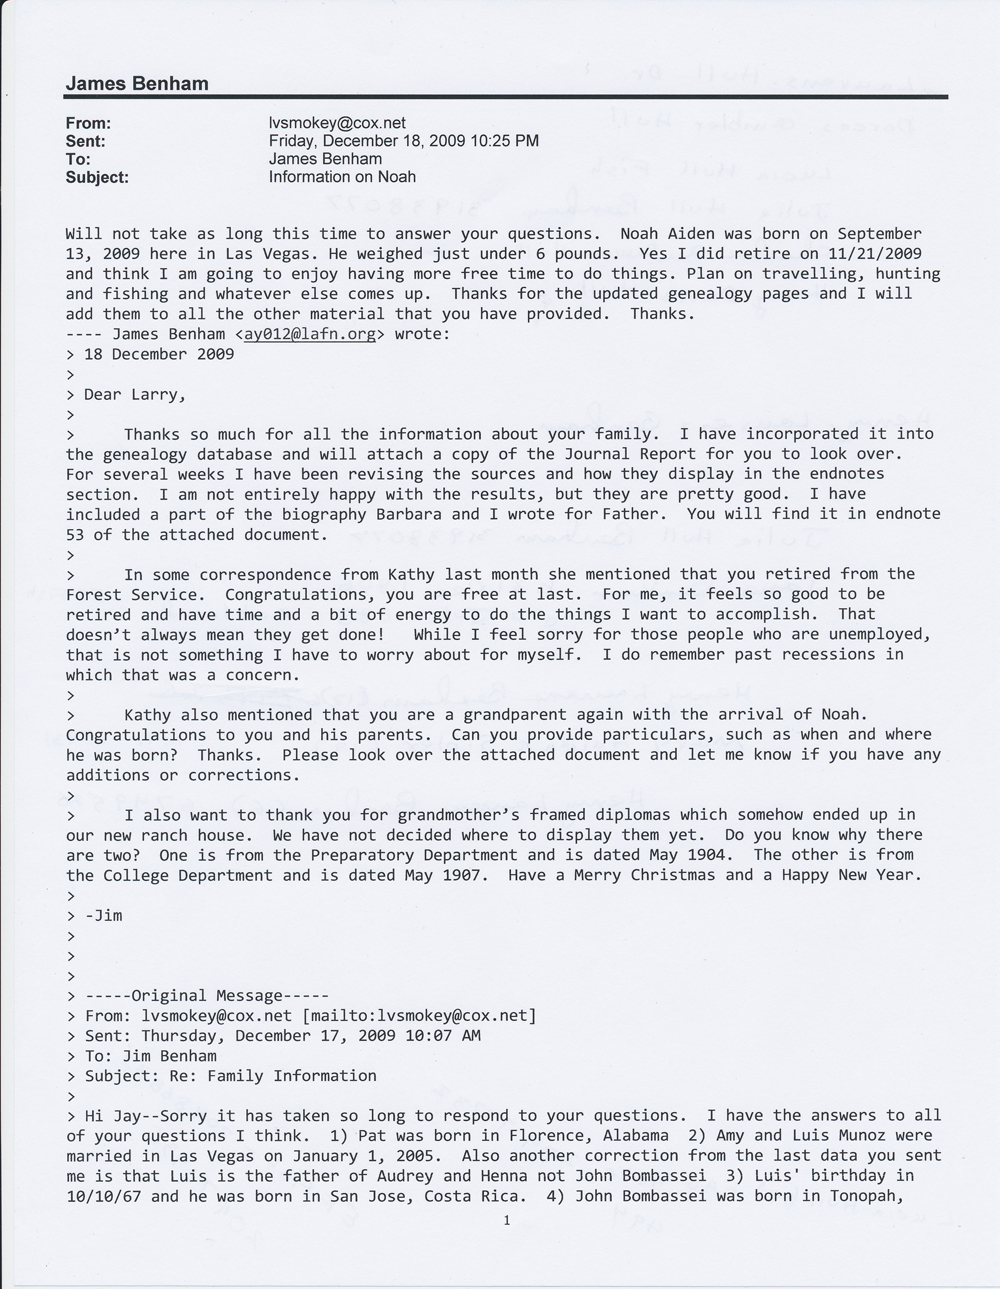 James Benham
From: lvsmokey@cox.net
Sent: Friday, December 18, 2009 10:25 PM
To: James Benham
Subject: Information on Noah
Will not take as long this time to answer your questions.  Noah Aiden was born on September
13, 2009 here in Las Vegas. He weighed just under 6 pounds.  Yes I did retire on 11/21/2009
and think I am going to enjoy having more free time to do things. Plan on travelling, hunting
and fishing and whatever else comes up.  Thanks for the updated genealogy pages and I will
add them to all the other material that you have provided.  Thanks.
---- James Benham <ay012@lafn.org> wrote:
> 18 December 2009
>
> Dear Larry,
>
>     Thanks so much for all the information about your family.  I have incorporated it into
the genealogy database and will attach a copy of the Journal Report for you to look over.
For several weeks I have been revising the sources and how they display in the endnotes
section.  I am not entirely happy with the results, but they are pretty good.  I have
included a part of the biography Barbara and I wrote for Father.  You will find it in endnote
53 of the attached document.
>
>     In some correspondence from Kathy last month she mentioned that you retired from the
Forest Service.  Congratulations, you are free at last.  For me, it feels so good to be
retired and have time and a bit of energy to do the things I want to accomplish.  That
doesn't always mean they get done!   While I feel sorry for those people who are unemployed,
that is not something I have to worry about for myself.  I do remember past recessions in
which that was a concern.
>
>     Kathy also mentioned that you are a grandparent again with the arrival of Noah.
Congratulations to you and his parents.  Can you provide particulars, such as when and where
he was born?  Thanks.  Please look over the attached document and let me know if you have any
additions or corrections.
>
>     I also want to thank you for grandmother's framed diplomas which somehow ended up in
our new ranch house.  We have not decided where to display them yet.  Do you know why there
are two?  One is from the Preparatory Department and is dated May 1904.  The other is from
the College Department and is dated May 1907.  Have a Merry Christmas and a Happy New Year.
>
> -Jim
>
>
>
> -----Original Message-----
> From: lvsmokey@cox.net [mailto:lvsmokey@cox.net]
> Sent: Thursday, December 17, 2009 10:07 AM
> To: Jim Benham
> Subject: Re: Family Information
>
> Hi Jay--Sorry it has taken so long to respond to your questions.  I have the answers to all
of your questions I think.  1) Pat was born in Florence, Alabama  2) Amy and Luis Munoz were
married in Las Vegas on January 1, 2005.  Also another correction from the last data you sent
me is that Luis is the father of Audrey and Henna not John Bombassei  3) Luis' birthday in
10/10/67 and he was born in San Jose, Costa Rica.  4) John Bombassei was born in Tonopah,
1